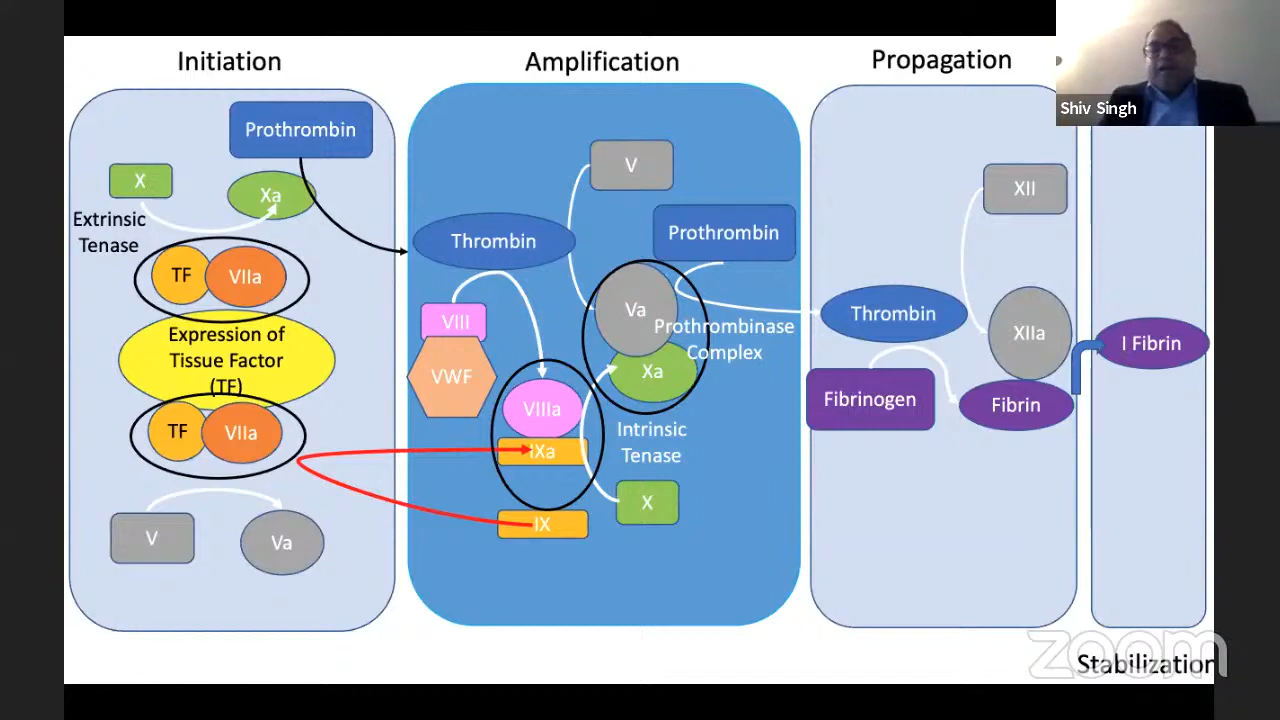 Initiation
Amplification
Propagation
Shiv Singh
Prothrombin
X
Xa
Extrinsic
Tenase
TF
VIIa
Expression of
Tissue Factor
(TF)
TF
VIIa
V
Va
V
Thrombin
Prothrombin
VIII
VWF
Va
Prothrombinase
Complex
Xa
VIIIa
IXa
Intrinsic
Tenase
X
IX
XII
Thrombin
XIIa
Fibrinogen
Fibrin
I Fibrin
zoom
Stabilization